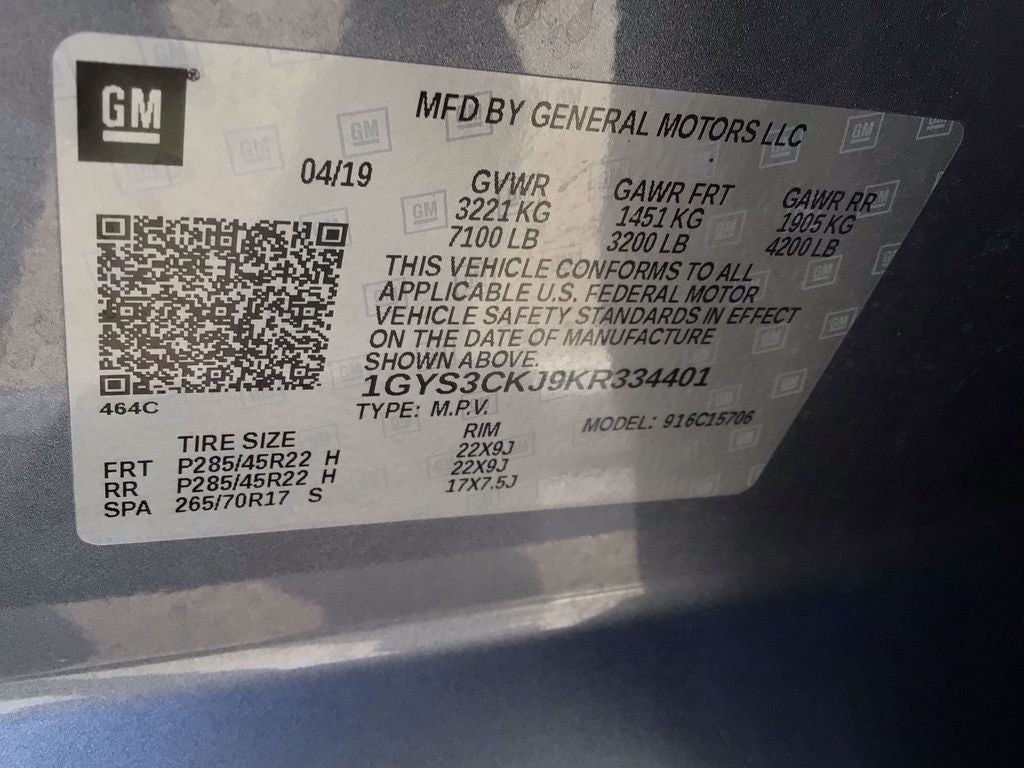 GM
MFD BY GENERAL MOTORS LLC
04/19
GVWR GAWR FRT GAWR RR
3221 KG 1451 KG 1905 KG
7100 LB 3200 LB 4200 LB
THIS VEHICLE CONFORMS TO ALL
APPLICABLE U.S. FEDERAL MOTOR
VEHICLE SAFETY STANDARDS IN EFFECT
ON THE DATE OF MANUFACTURE
SHOWN ABOVE.
1GYS3CKJ9KR334401
464C
TYPE: M.P.V. MODEL: 916C15706
TIRE SIZE RIM
FRT P285/45R22 H 22X9J
RR P285/45R22 H 22X9J
SPA 265/70R17 S 17X7.5J